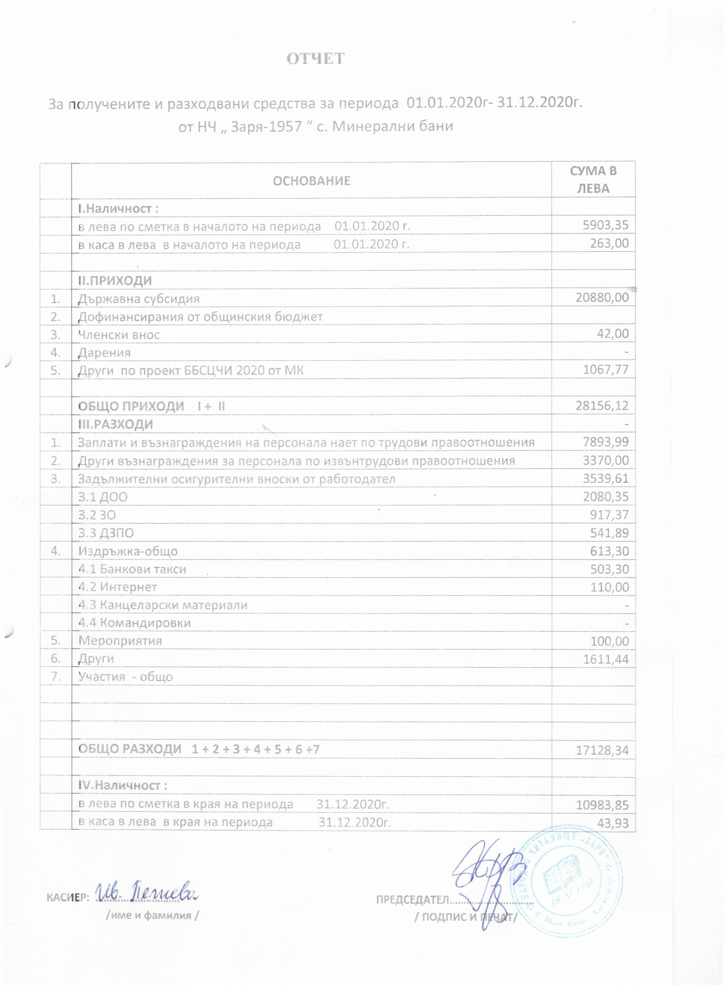 ОТЧЕТ
За получените и разходвани средства за периода 01.01.2020г- 31.12.2020г.
от НЧ „ Заря-1957 “ с. Минерални бани
ОСНОВАНИЕ СУМА В ЛЕВА
I.Наличност :
в лева по сметка в началото на периода 01.01.2020 г. 5903,35
в каса в лева в началото на периода 01.01.2020 г. 263,00
II.ПРИХОДИ
1. Държавна субсидия 20880,00
2. Дофинансирания от общинския бюджет
3. Членски внос 42,00
4. Дарения -
5. Други по проект ББСЦЧИ 2020 от МК 1067,77
ОБЩО ПРИХОДИ I + II 28156,12
III.РАЗХОДИ -
1. Заплати и възнаграждения на персонала нает по трудови правоотношения 7893,99
2. Други възнаграждения за персонала по извънтрудови правоотношения 3370,00
3. Задължителни осигурителни вноски от работодател 3539,61
3.1 ДОО 2080,35
3.2 ЗО 917,37
3.3 ДЗПО 541,89
4. Издръжка-общо 613,30
4.1 Банкови такси 503,30
4.2 Интернет 110,00
4.3 Канцеларски материали -
4.4 Командировки -
5. Мероприятия 100,00
6. Други 1611,44
7. Участия - общо
ОБЩО РАЗХОДИ 1 + 2 + 3 + 4 + 5 + 6 +7 17128,34
IV.Наличност :
в лева по сметка в края на периода 31.12.2020г. 10983,85
в каса в лева в края на периода 31.12.2020г. 43,93
НАРОДНО ЧИТАЛИЩЕ „ЗАРЯ”
19 XI 1957
с. Мин. бани
КАСИЕР: Ив.
ПРЕДСЕДАТЕЛ..............................
/име и фамилия /
/ ПОДПИС И ПЕЧАТ/